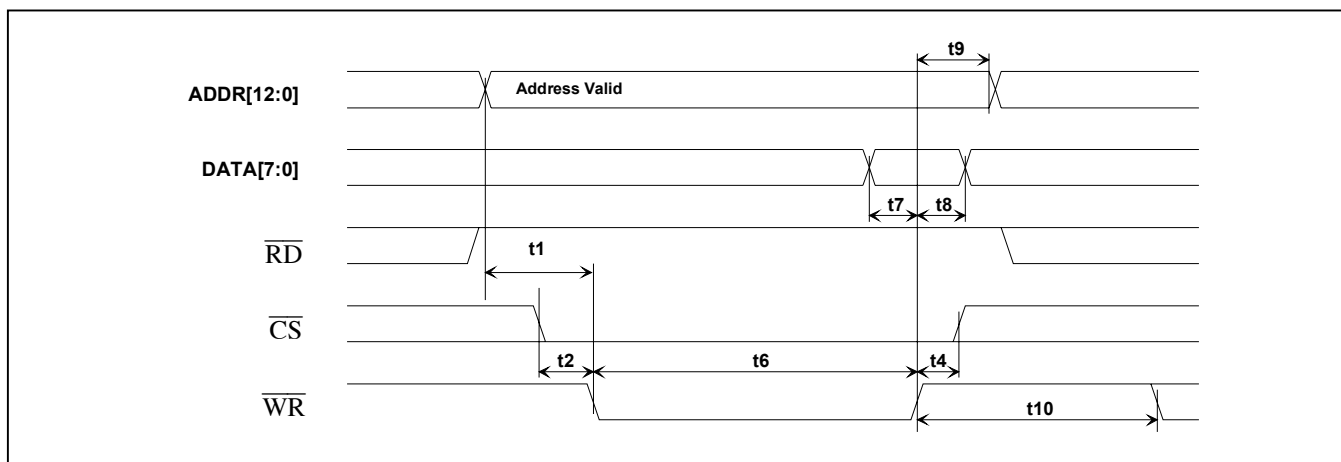 t9
ADDR[12:0]
Address Valid
DATA[7:0]
t7
t8
RD
t1
CS
t2
t6
t4
WR
t10